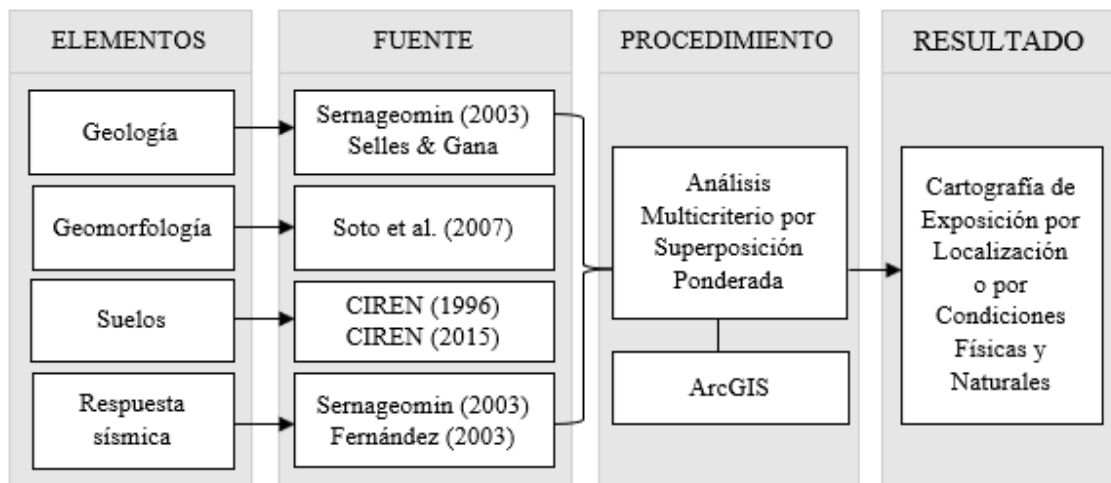 ELEMENTOS
FUENTE
PROCEDIMIENTO
RESULTADO
Geología
Sernageomin (2003)
Selles & Gana
Geomorfología
Soto et al. (2007)
Suelos
CIREN (1996)
CIREN (2015)
Respuesta
sísmica
Sernageomin (2003)
Fernández (2003)
Análisis
Multicriterio por
Superposición
Ponderada
ArcGIS
Cartografía de
Exposición por
Localización
o por
Condiciones
Físicas y
Naturales